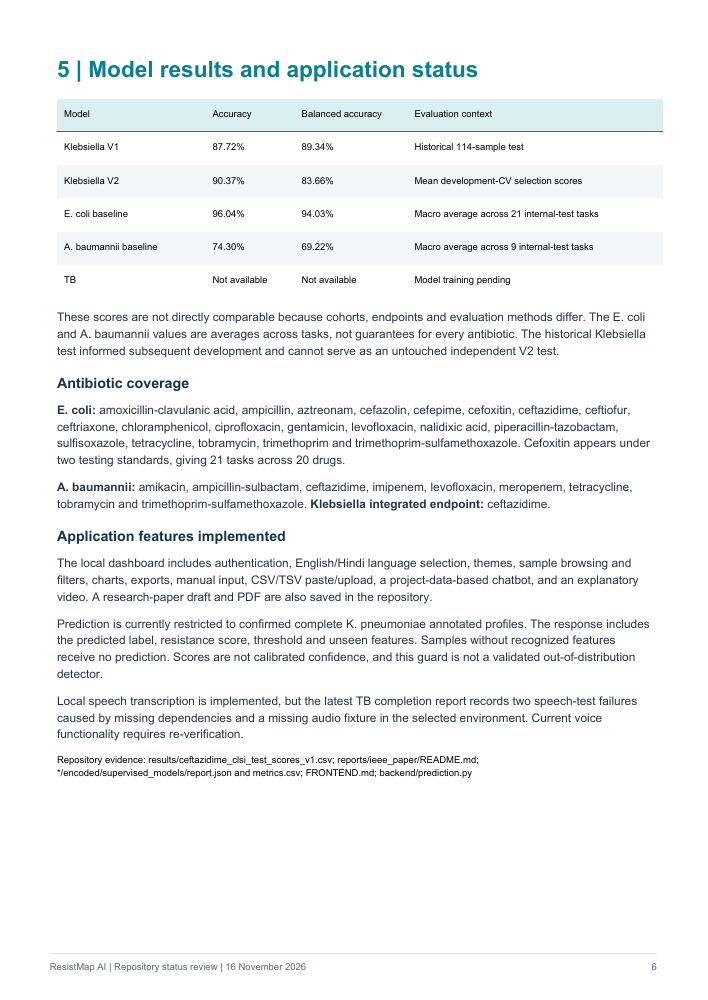 5 | Model results and application status
Model Accuracy Balanced accuracy Evaluation context
Klebsiella V1 87.72% 89.34% Historical 114-sample test
Klebsiella V2 90.37% 83.66% Mean development-CV selection scores
E. coli baseline 96.04% 94.03% Macro average across 21 internal-test tasks
A. baumannii baseline 74.30% 69.22% Macro average across 9 internal-test tasks
TB Not available Not available Model training pending
These scores are not directly comparable because cohorts, endpoints and evaluation methods differ. The E. coli
and A. baumannii values are averages across tasks, not guarantees for every antibiotic. The historical Klebsiella
test informed subsequent development and cannot serve as an untouched independent V2 test.
Antibiotic coverage
E. coli: amoxicillin-clavulanic acid, ampicillin, aztreonam, cefazolin, cefepime, cefoxitin, ceftazidime, ceftiofur,
ceftriaxone, chloramphenicol, ciprofloxacin, gentamicin, levofloxacin, nalidixic acid, piperacillin-tazobactam,
sulfisoxazole, tetracycline, tobramycin, trimethoprim and trimethoprim-sulfamethoxazole. Cefoxitin appears under
two testing standards, giving 21 tasks across 20 drugs.
A. baumannii: amikacin, ampicillin-sulbactam, ceftazidime, imipenem, levofloxacin, meropenem, tetracycline,
tobramycin and trimethoprim-sulfamethoxazole. Klebsiella integrated endpoint: ceftazidime.
Application features implemented
The local dashboard includes authentication, English/Hindi language selection, themes, sample browsing and
filters, charts, exports, manual input, CSV/TSV paste/upload, a project-data-based chatbot, and an explanatory
video. A research-paper draft and PDF are also saved in the repository.
Prediction is currently restricted to confirmed complete K. pneumoniae annotated profiles. The response includes
the predicted label, resistance score, threshold and unseen features. Samples without recognized features
receive no prediction. Scores are not calibrated confidence, and this guard is not a validated out-of-distribution
detector.
Local speech transcription is implemented, but the latest TB completion report records two speech-test failures
caused by missing dependencies and a missing audio fixture in the selected environment. Current voice
functionality requires re-verification.
Repository evidence: results/ceftazidime_clsi_test_scores_v1.csv; reports/ieee_paper/README.md;
*/encoded/supervised_models/report.json and metrics.csv; FRONTEND.md; backend/prediction.py
ResistMap AI | Repository status review | 16 November 2026 6